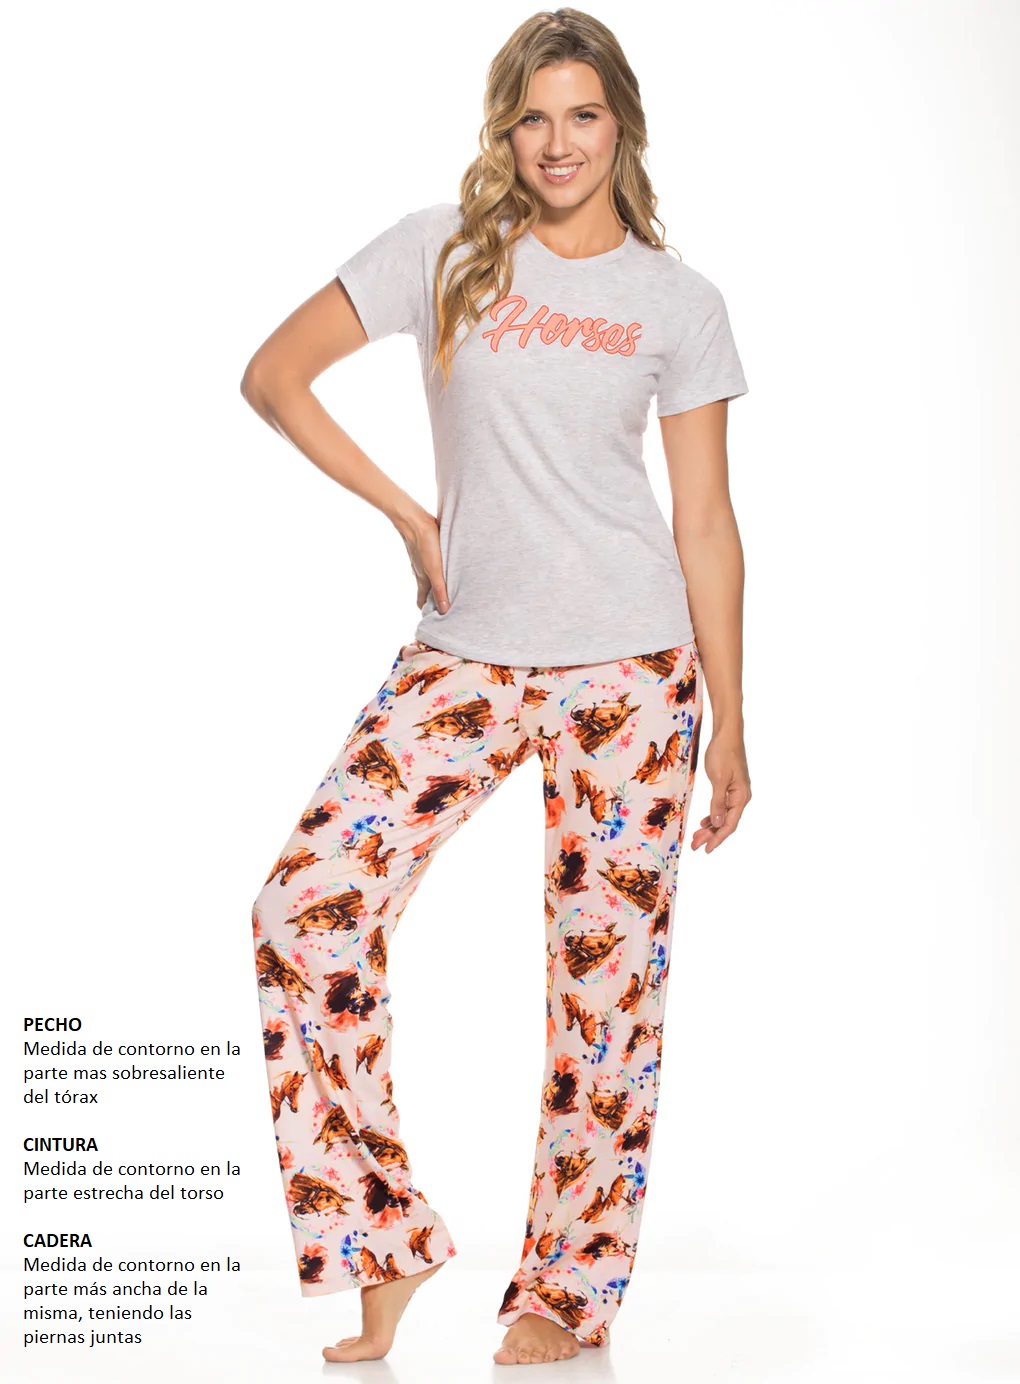 Horses
PECHO
Medida de contorno en la
parte mas sobresaliente
del tórax
CINTURA
Medida de contorno en la
parte estrecha del torso
CADERA
Medida de contorno en la
parte más ancha de la
misma, teniendo las
piernas juntas